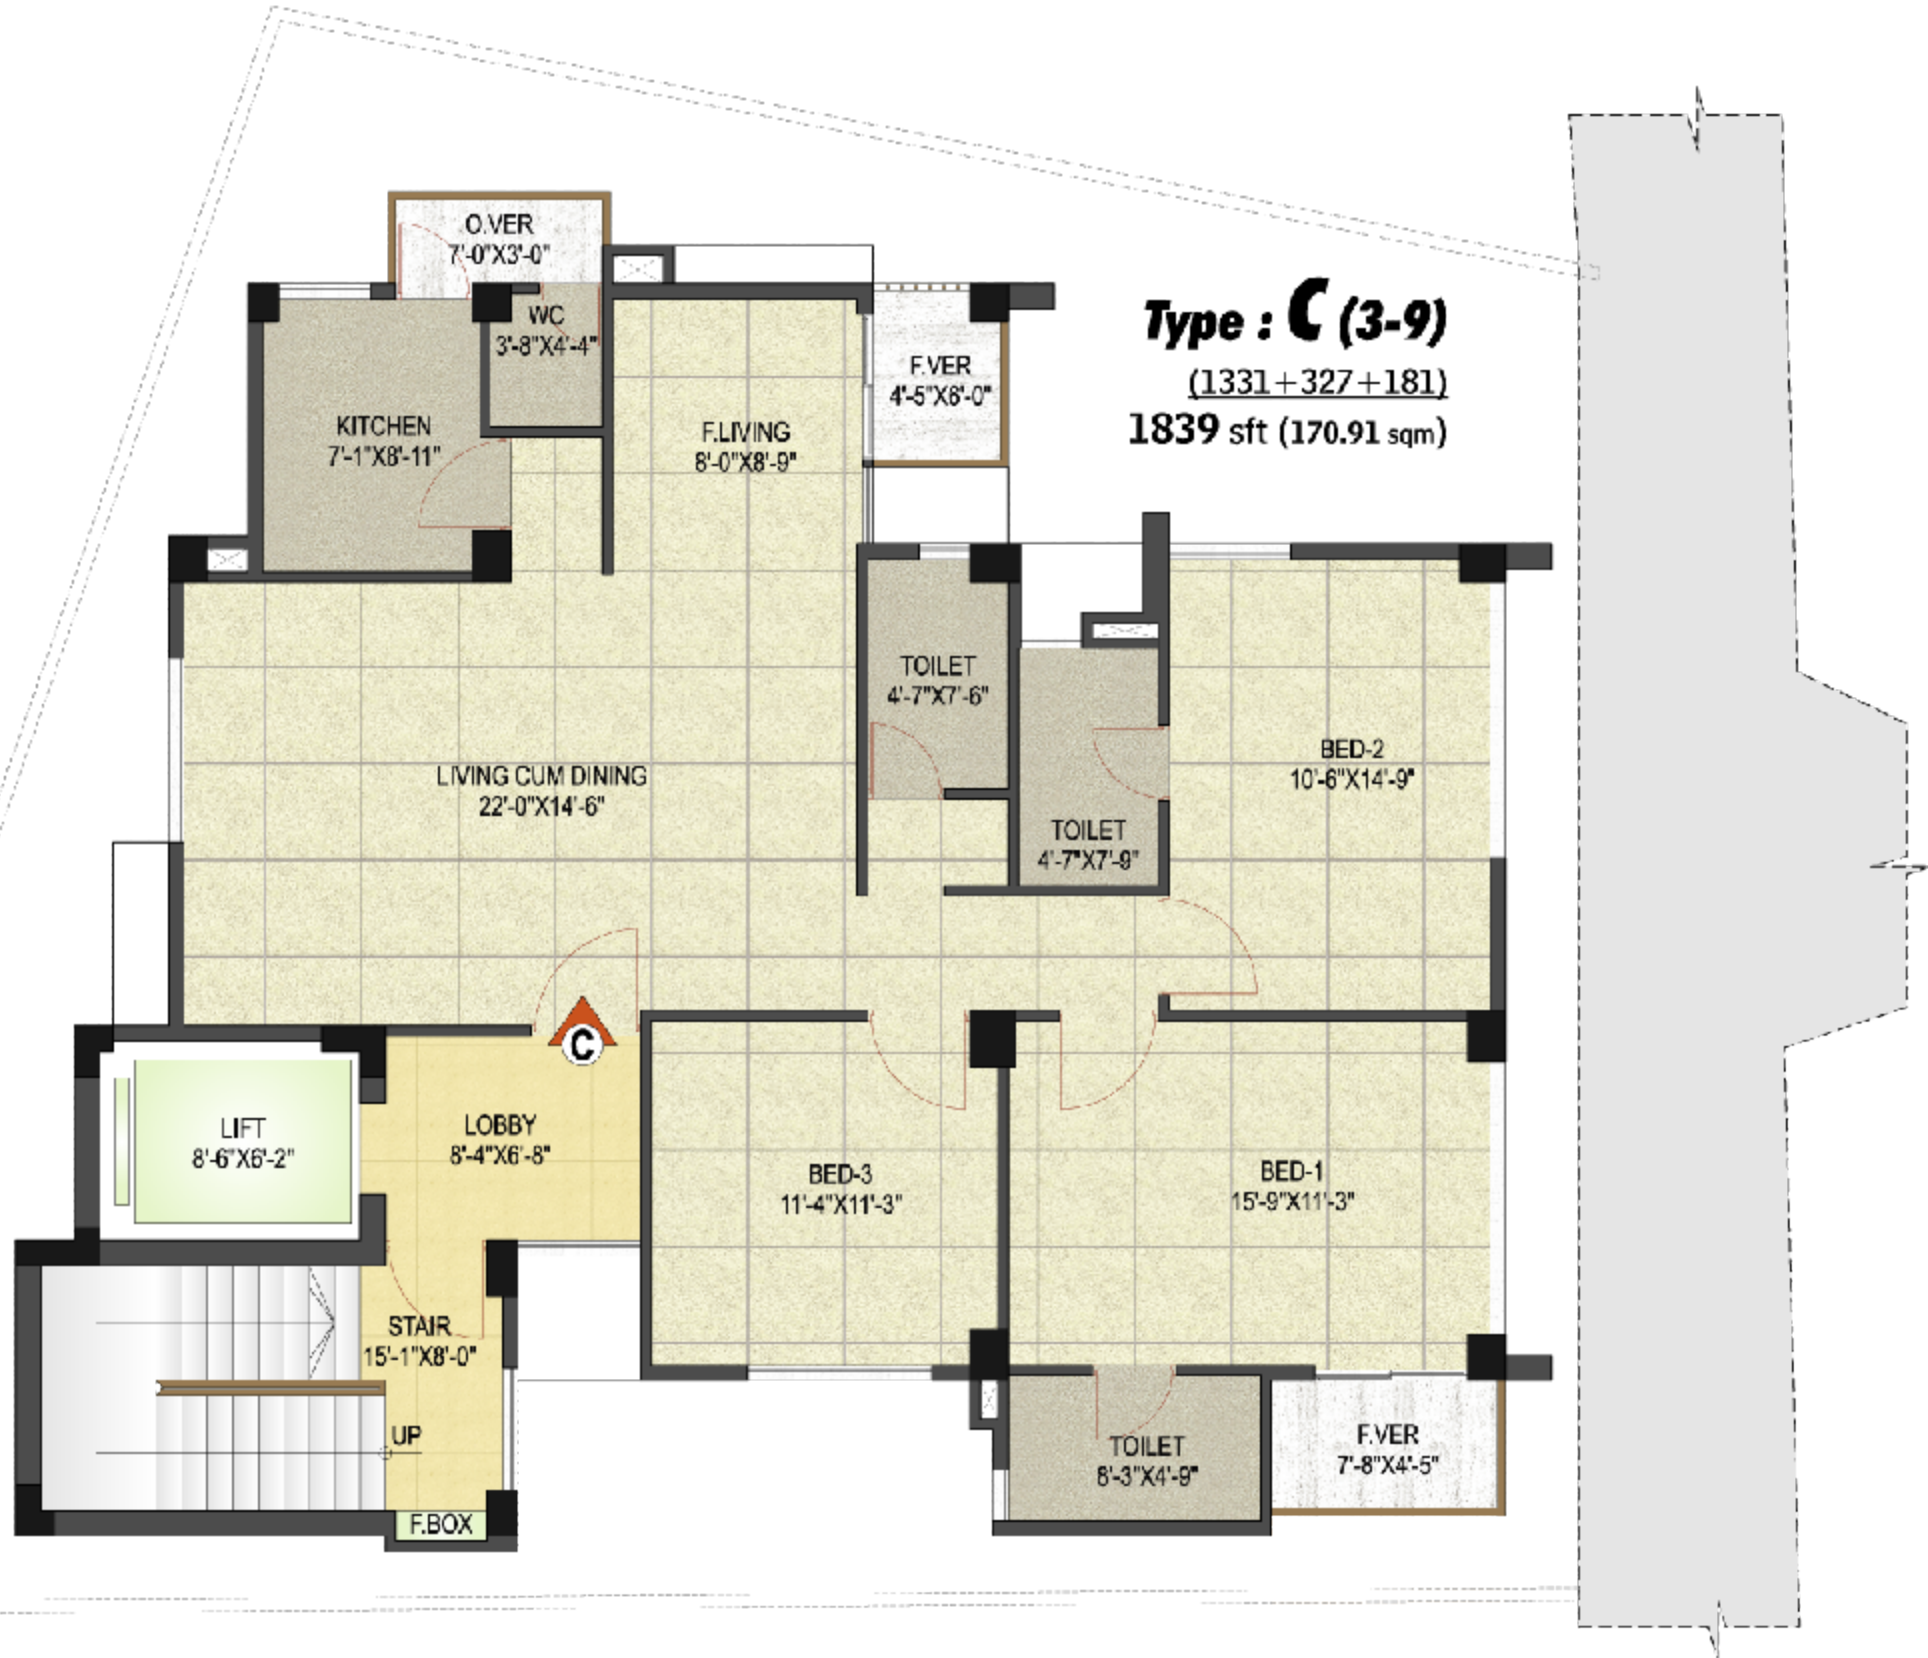 O.VER
7'-0"X3'-0"
WC
3'-8"X4'-4"
Type : C (3-9)
(1331+327+181)
1839 sft (170.91 sqm)
F.VER
4'-5"X6'-0"
KITCHEN
7'-1"X8'-11"
F.LIVING
8'-0"X8'-9"
TOILET
4'-7"X7'-6"
LIVING CUM DINING
22'-0"X14'-6"
BED-2
10'-6"X14'-9"
TOILET
4'-7"X7'-9"
C
LIFT
8'-6"X6'-2"
LOBBY
8'-4"X6'-8"
BED-3
11'-4"X11'-3"
BED-1
15'-9"X11'-3"
STAIR
15'-1"X8'-0"
UP
TOILET
8'-3"X4'-9"
F.VER
7'-8"X4'-5"
F.BOX